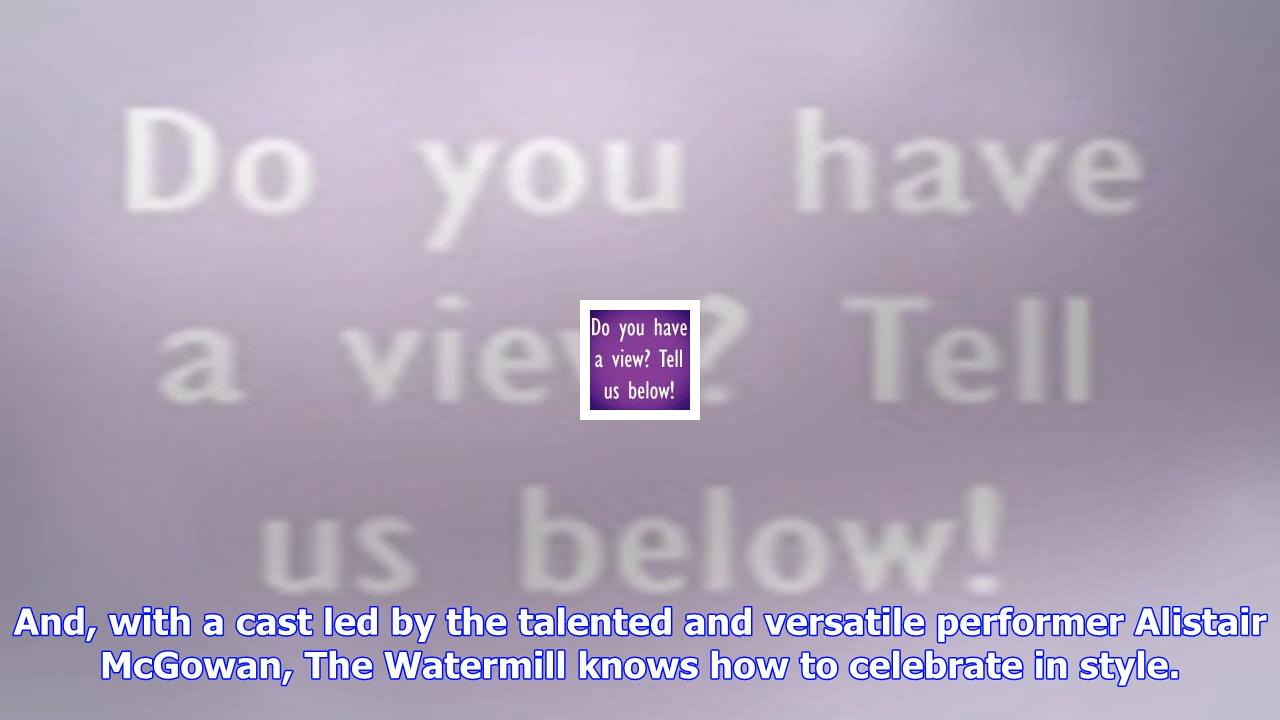 Do you have
a view? Tell
us below!
Do you have
a view? Tell
us below!
And, with a cast led by the talented and versatile performer Alistair
McGowan, The Watermill knows how to celebrate in style.